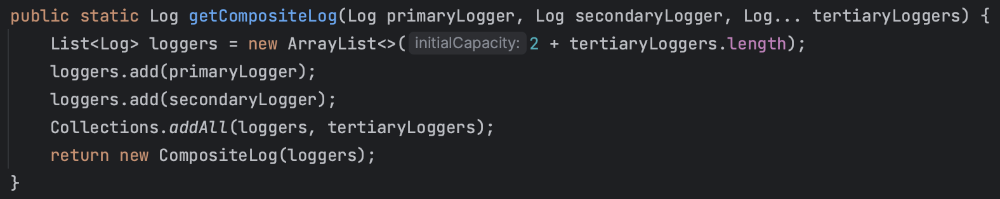 public static Log getCompositeLog(Log primaryLogger, Log secondaryLogger, Log... tertiaryLoggers) {
    List<Log> loggers = new ArrayList<>( initialCapacity: 2 + tertiaryLoggers.length);
    loggers.add(primaryLogger);
    loggers.add(secondaryLogger);
    Collections.addAll(loggers, tertiaryLoggers);
    return new CompositeLog(loggers);
}